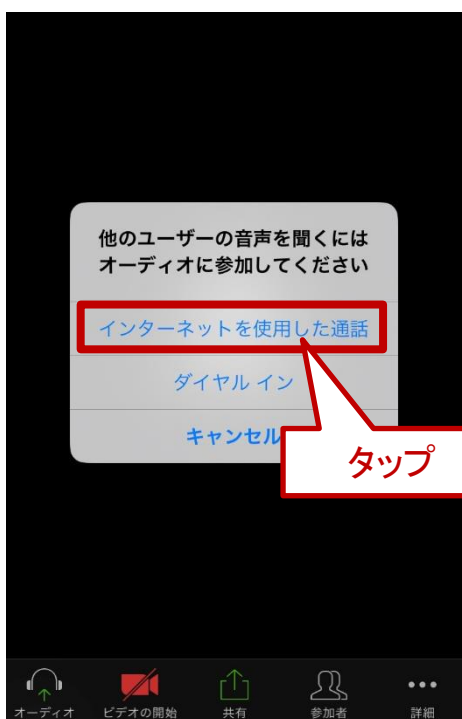 他のユーザーの音声を聞くには
オーディオに参加してください
インターネットを使用した通話
ダイヤル イン
キャンセル
タップ
オーディオ ビデオの開始 共有 参加者 詳細